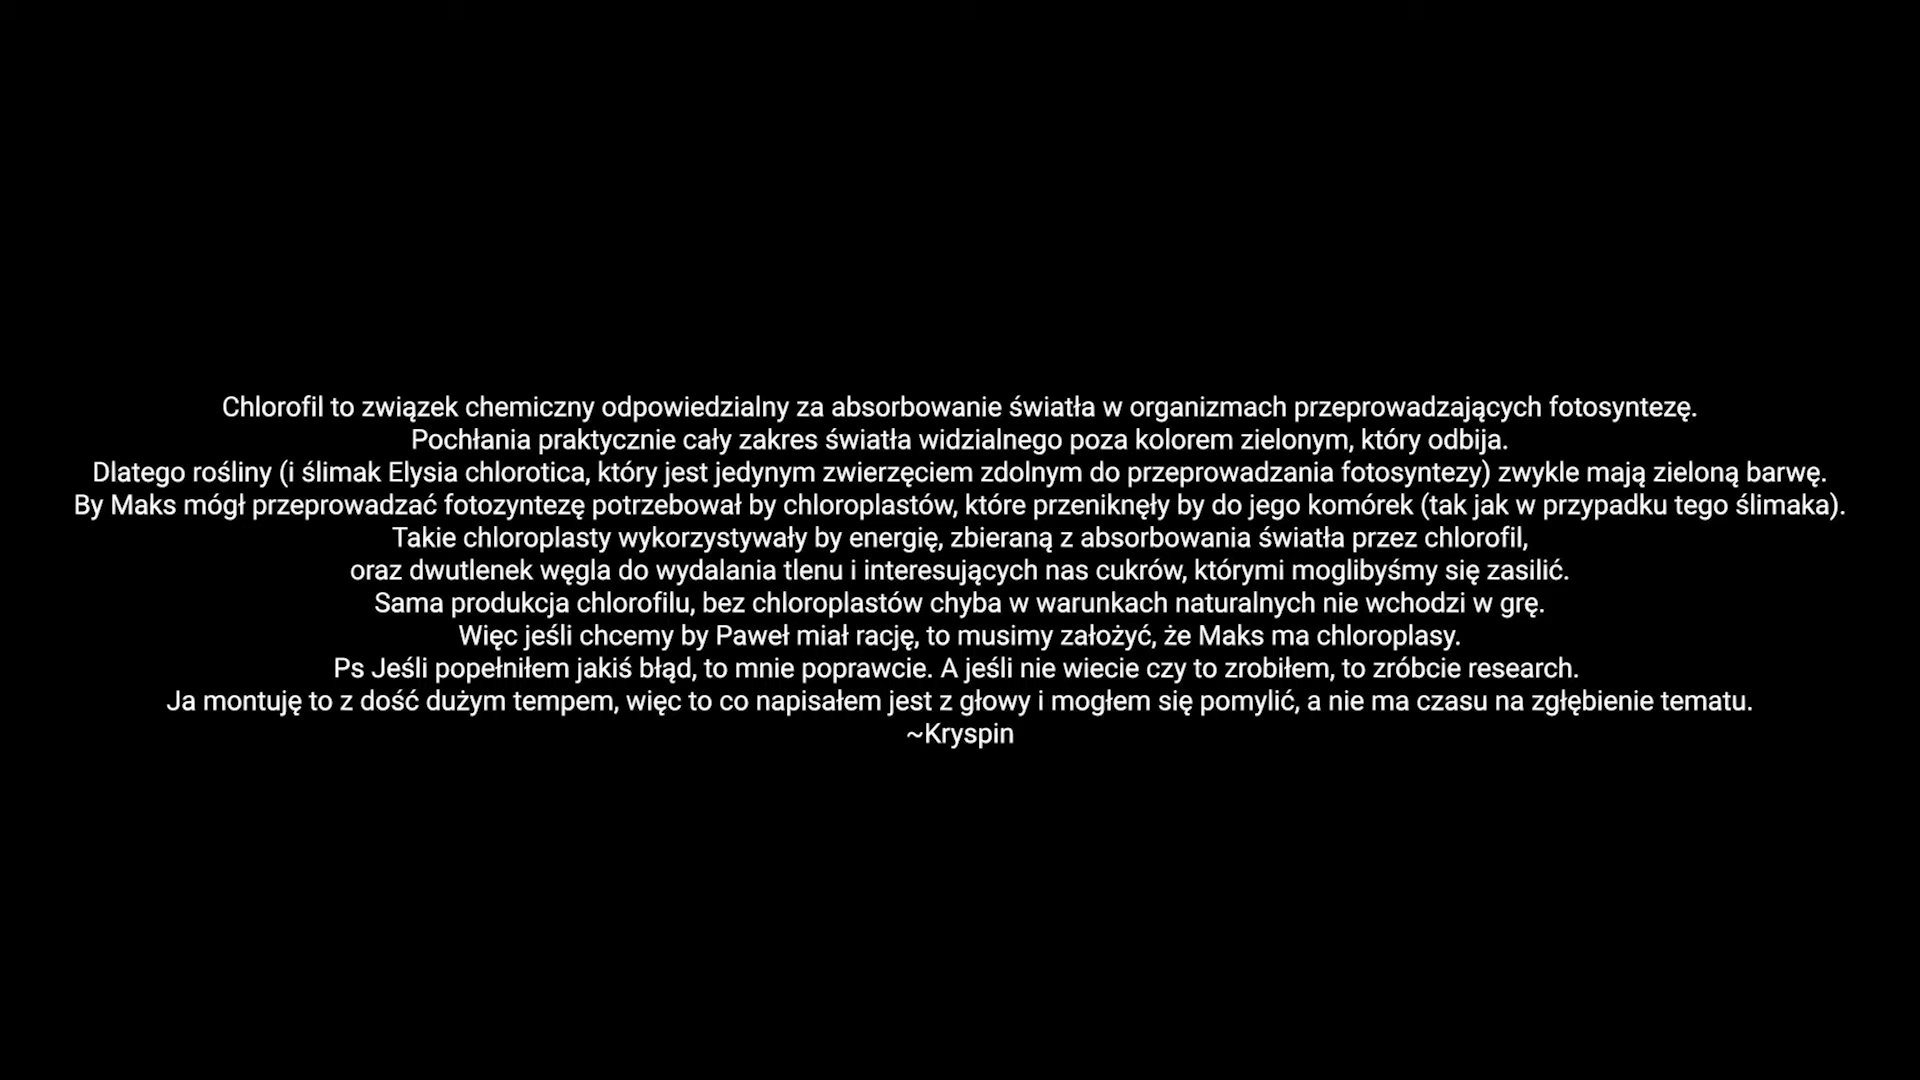 Chlorofil to związek chemiczny odpowiedzialny za absorbowanie światła w organizmach przeprowadzających fotosyntezę.
Pochłania praktycznie cały zakres światła widzialnego poza kolorem zielonym, który odbija.
Dlatego rośliny (i ślimak Elysia chlorotica, który jest jedynym zwierzęciem zdolnym do przeprowadzania fotosyntezy) zwykle mają zieloną barwę.
By Maks mógł przeprowadzać fotozyntezę potrzebował by chloroplastów, które przeniknęły by do jego komórek (tak jak w przypadku tego ślimaka).
Takie chloroplasty wykorzystywały by energię, zbieraną z absorbowania światła przez chlorofil,
oraz dwutlenek węgla do wydalania tlenu i interesujących nas cukrów, którymi moglibyśmy się zasilić.
Sama produkcja chlorofilu, bez chloroplastów chyba w warunkach naturalnych nie wchodzi w grę.
Więc jeśli chcemy by Paweł miał rację, to musimy założyć, że Maks ma chloroplasy.
Ps Jeśli popełniłem jakiś błąd, to mnie poprawcie. A jeśli nie wiecie czy to zrobiłem, to zróbcie research.
Ja montuję to z dość dużym tempem, więc to co napisałem jest z głowy i mogłem się pomylić, a nie ma czasu na zgłębienie tematu.
~Kryspin